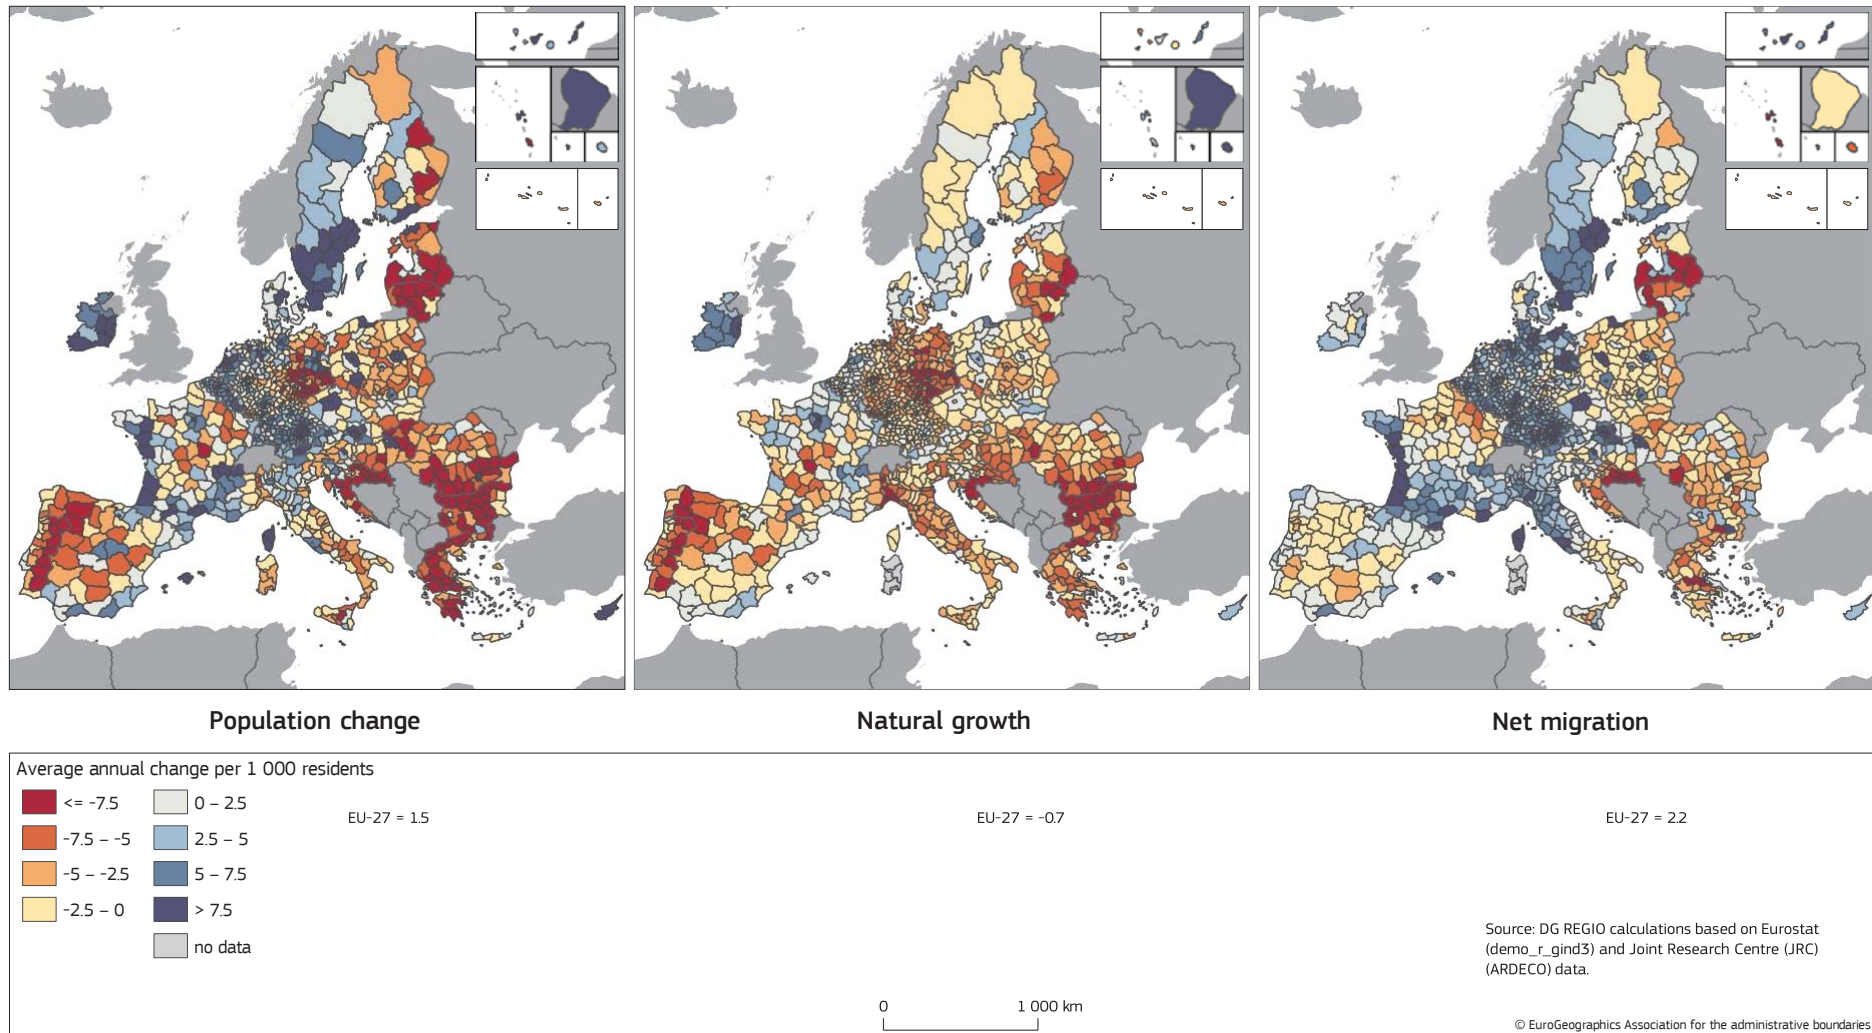 Population change
Natural growth
Net migration
Average annual change per 1 000 residents
<= -7.5
-7.5 – -5
-5 – -2.5
-2.5 – 0
0 – 2.5
2.5 – 5
5 – 7.5
> 7.5
no data
EU-27 = 1.5
EU-27 = -0.7
EU-27 = 2.2
Source: DG REGIO calculations based on Eurostat
(demo_r_gind3) and Joint Research Centre (JRC)
(ARDECO) data.
0 1 000 km
© EuroGeographics Association for the administrative boundaries